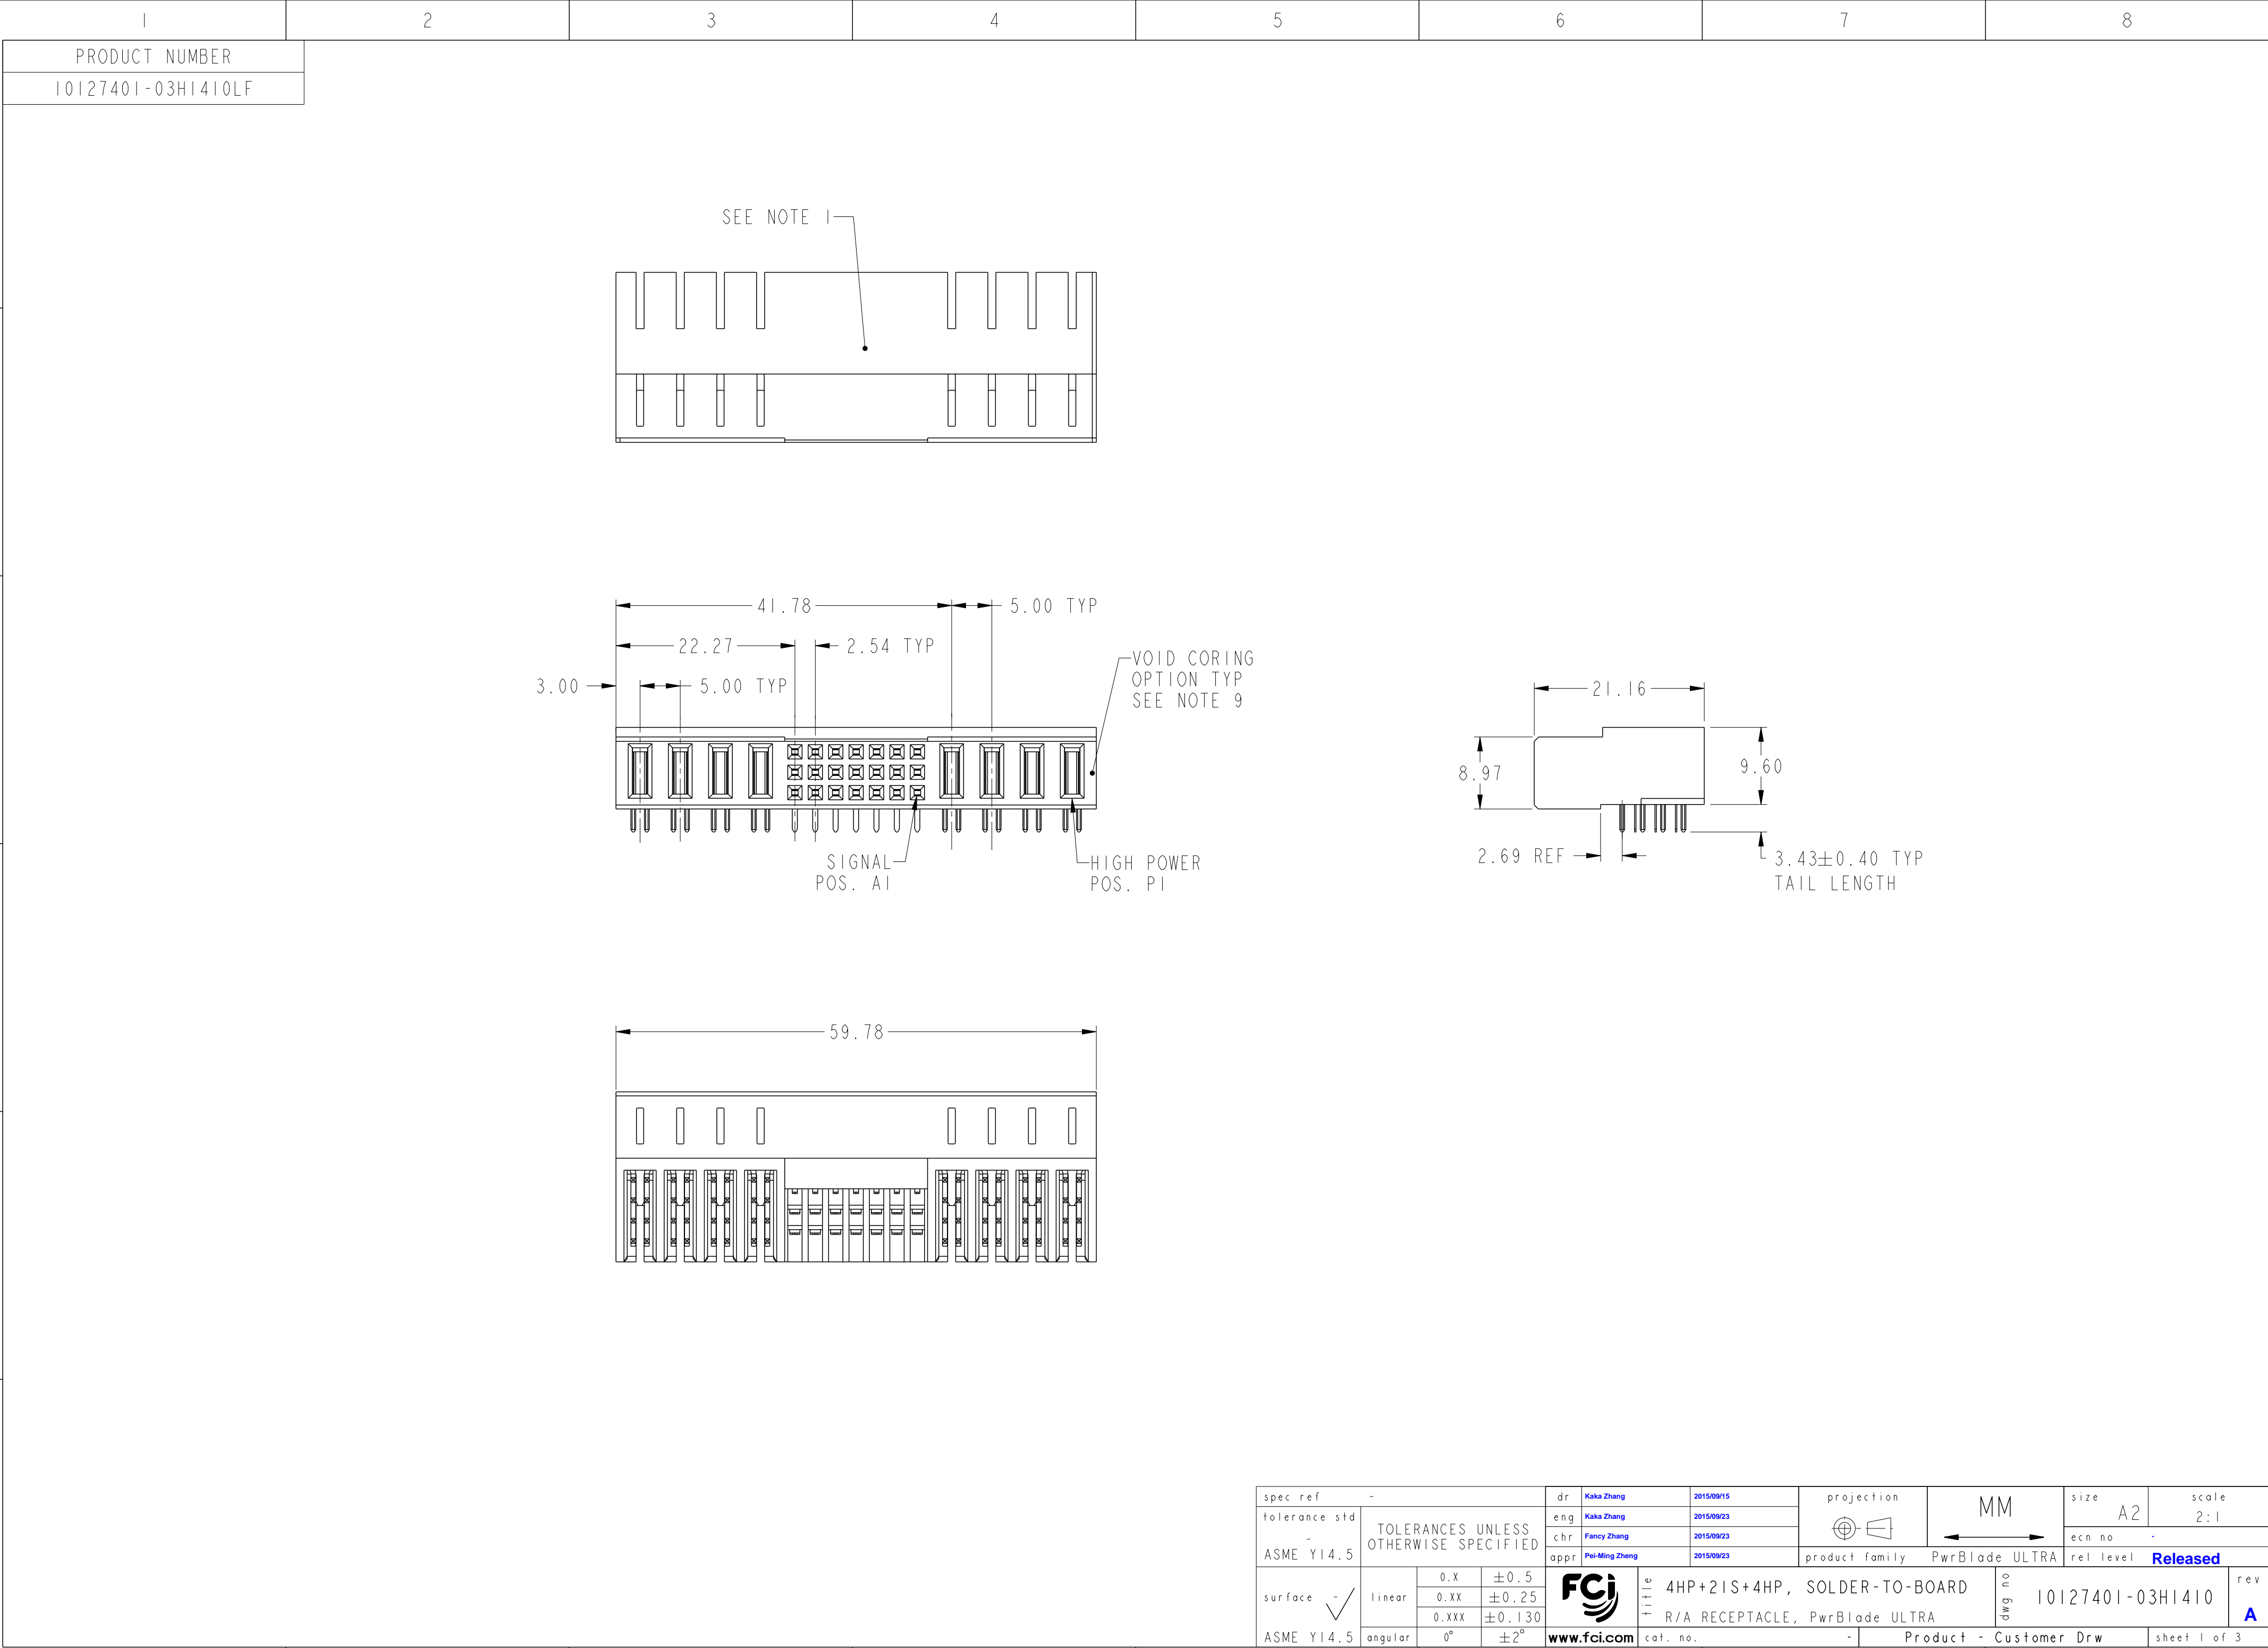 1 2 3 4 5 6 7 8
PRODUCT NUMBER
10127401-03H1410LF
SEE NOTE 1
41.78
5.00 TYP
22.27
2.54 TYP
3.00
5.00 TYP
VOID CORING
OPTION TYP
SEE NOTE 9
SIGNAL
POS. A1
HIGH POWER
POS. P1
21.16
8.97
9.60
2.69 REF
3.43±0.40 TYP
TAIL LENGTH
59.78
spec ref -
tolerance std
-
ASME Y14.5
TOLERANCES UNLESS
OTHERWISE SPECIFIED
dr Kaka Zhang 2015/09/15
eng Kaka Zhang 2015/09/23
chr Fancy Zhang 2015/09/23
appr Pei-Ming Zheng 2015/09/23
projection
MM
size A2
scale 2:1
ecn no -
product family PwrBlade ULTRA
rel level Released
surface -
ASME Y14.5
linear
0.X ±0.5
0.XX ±0.25
0.XXX ±0.130
angular 0° ±2°
FCi
www.fci.com
title
4HP+21S+4HP, SOLDER-TO-BOARD
R/A RECEPTACLE, PwrBlade ULTRA
dwg no
10127401-03H1410
rev
A
cat. no. -
Product - Customer Drw
sheet 1 of 3